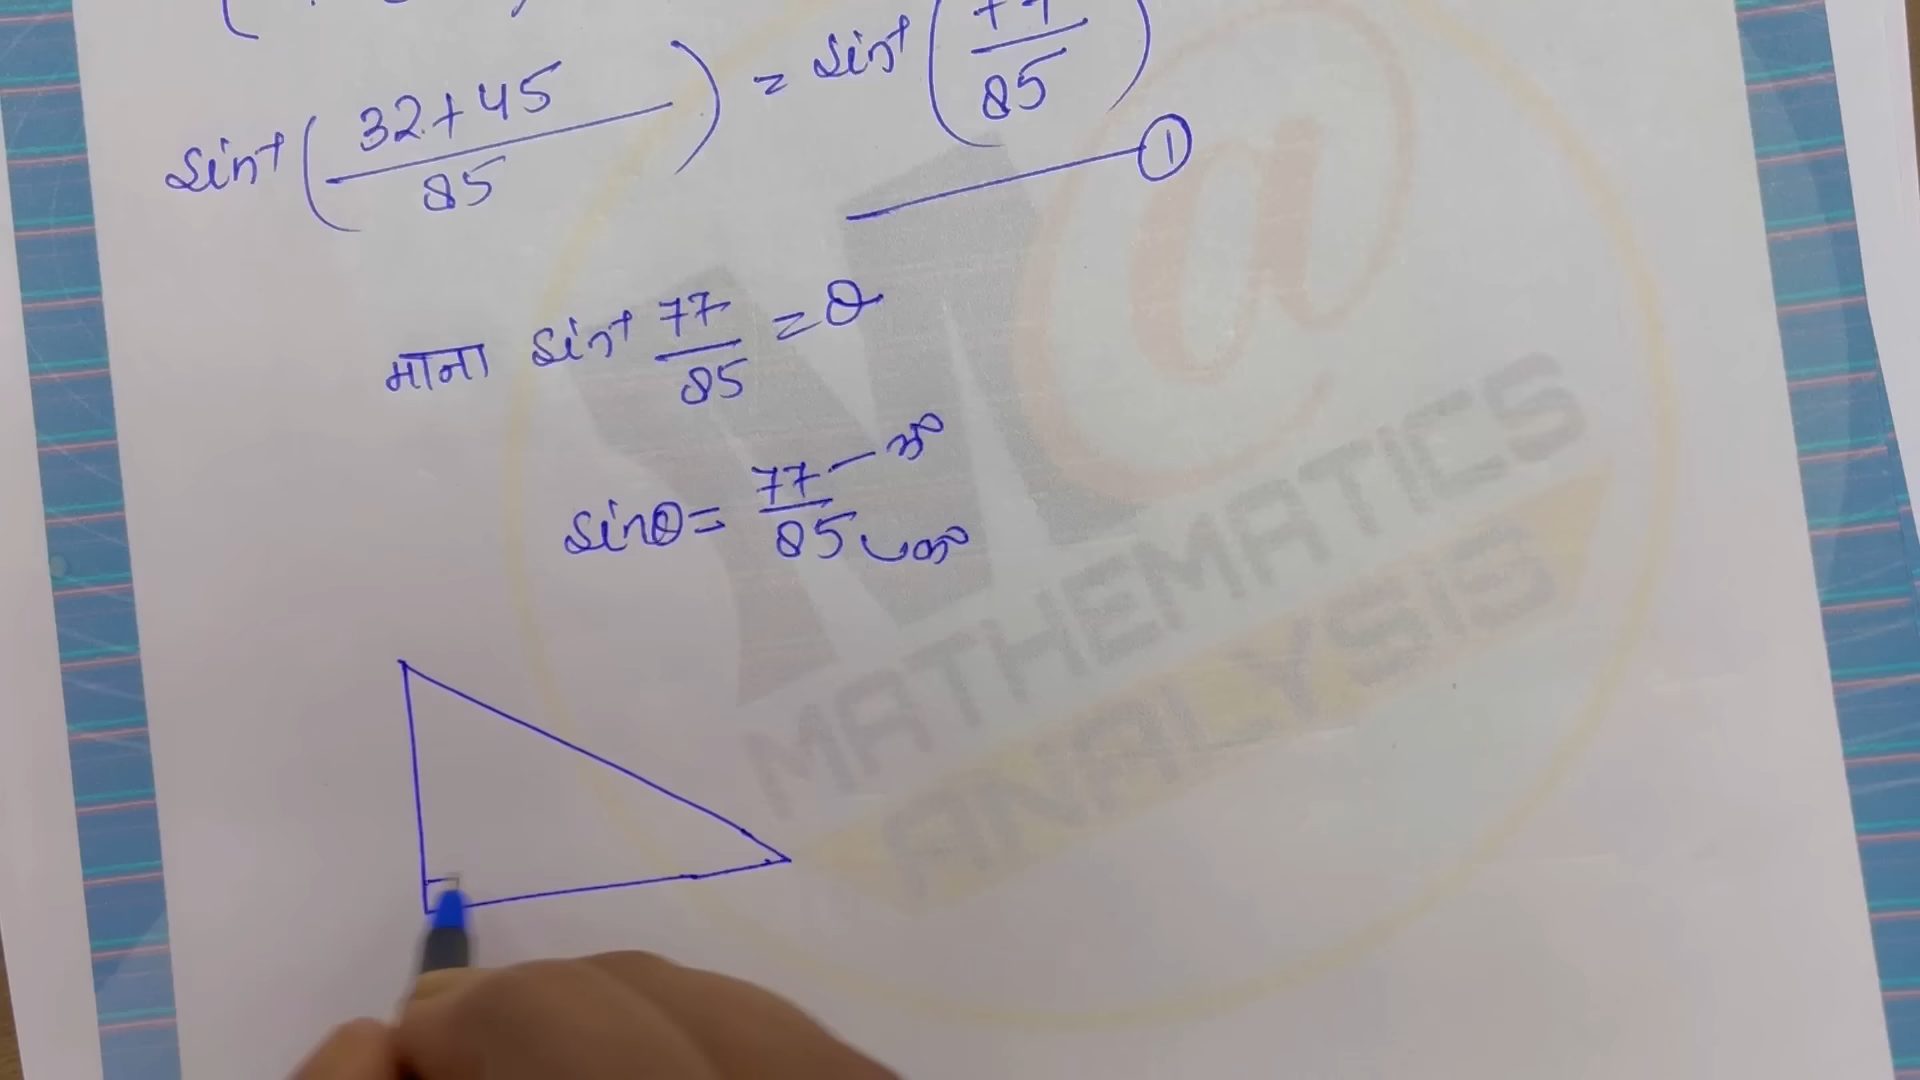 sin⁻¹(32+45/85) = sin⁻¹(77/85)
①
माना sin⁻¹ 77/85 = θ
sinθ = 77/85
M@
MATHEMATICS
ANALYSIS